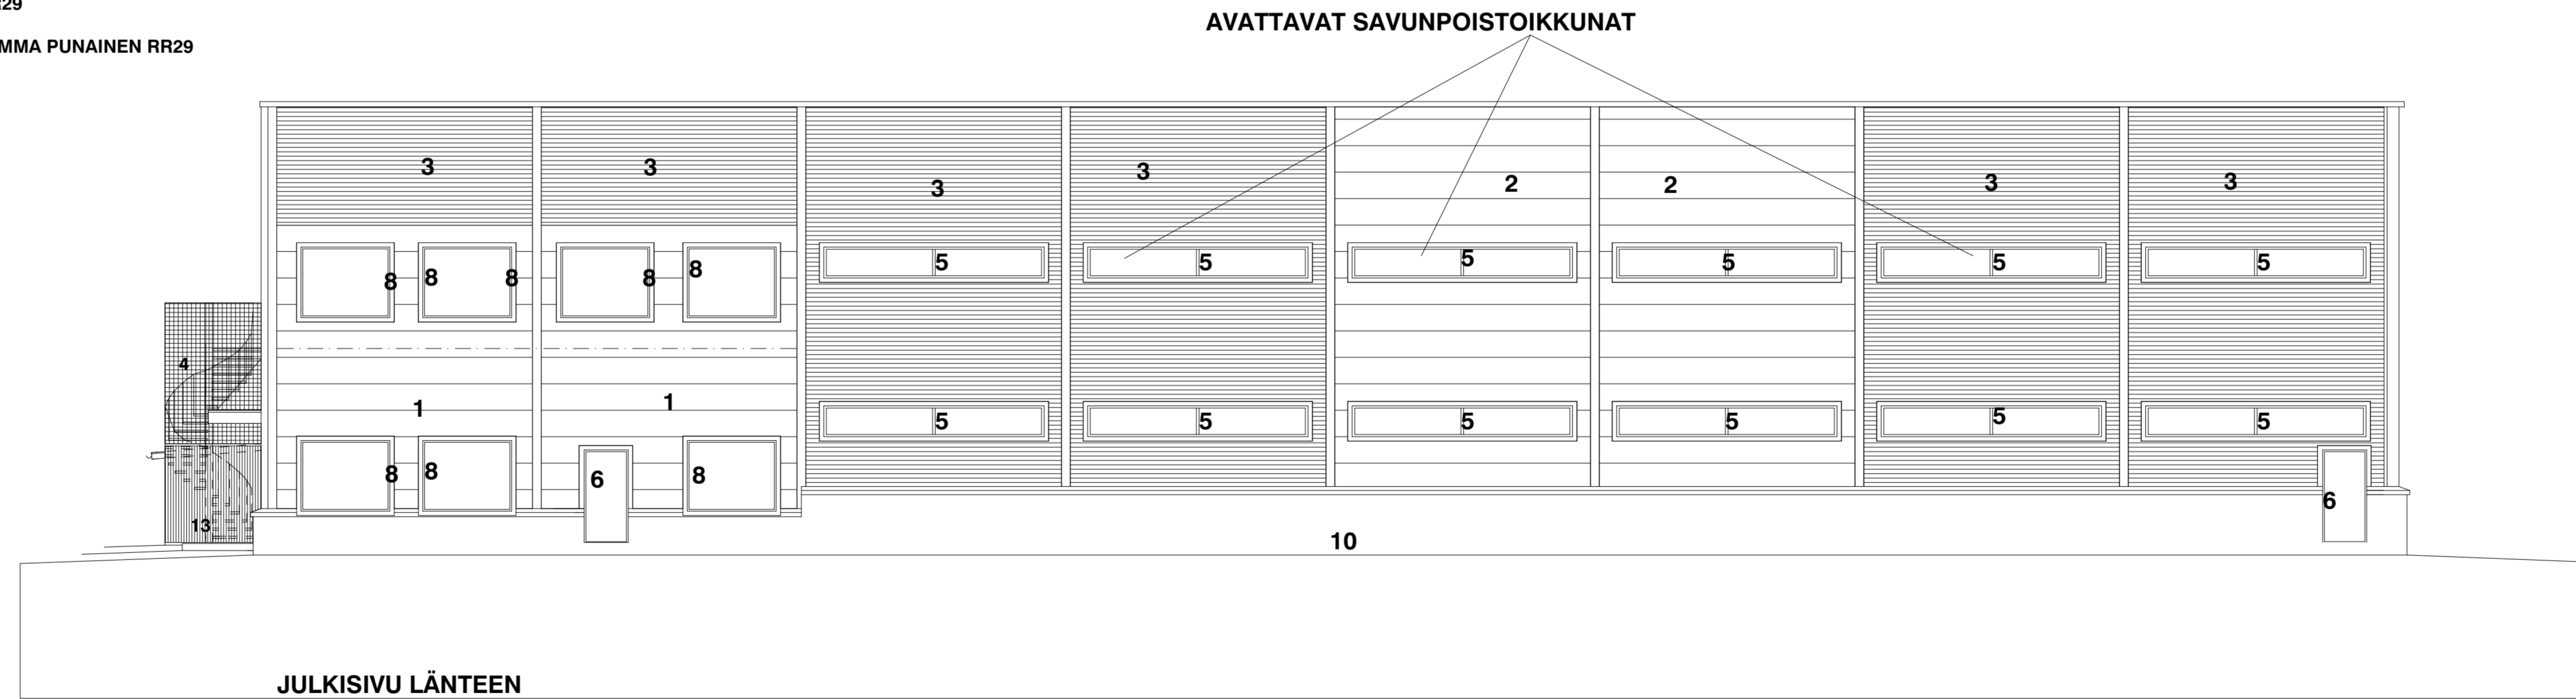 R29
AVATTAVAT SAVUNPOISTOIKKUNAT
MMA PUNAINEN RR29
3 3 3 3 2 2 3 3
8 8 8 8 8 5 5 5 5 5 5
4
1 1
5 5 5 5 5 5
8 8 6 8 6
13
10
JULKISIVU LÄNTEEN